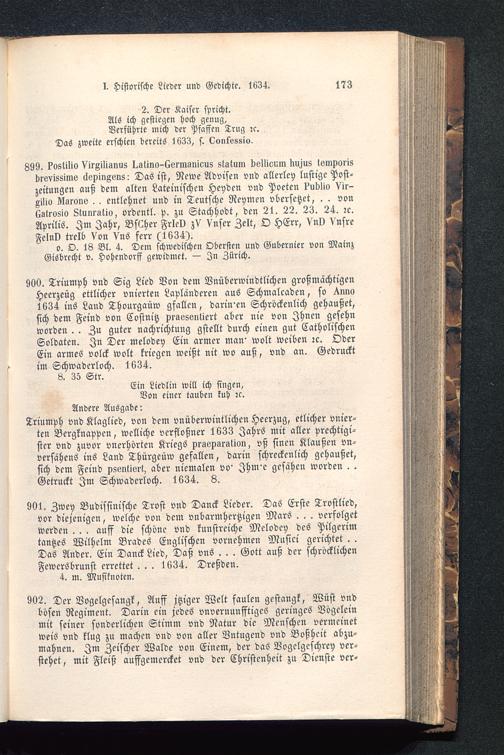 I. Historische Lieder und Gedichte. 1634. 173
2. Der Kaiser spricht.
Als ich gestiegen hoch genug,
Verführte mich der Pfaffen Trug ꝛc.
Das zweite erschien bereits 1633, s. Confessio.
899. Postilio Virgilianus Latino-Germanicus statum bellicum hujus temporis
brevissime depingens: Das ist, Newe Advisen vnd allerley lustige Post-
zeitungen auß dem alten Lateinischen Heyden vnd Poeten Publio Vir-
gilio Marone . . entlehnet vnd in Teutsche Reymen vbersetzet, . . von
Gatrosio Stunratio, ordentl. p. zu Stachbodt, den 21. 22. 23. 24. ꝛc.
Aprilis. Im Jahr, BsCher FrIeD zV Vnser Zelt, O HErr, VnD Vnsre
FeInD treIb Von Vns ferr (1634).
o. O. 18 Bl. 4. Dem schwedischen Obersten und Gubernier von Mainz
Gisbrecht v. Hohendorff gewidmet. — In Zürich.
900. Triumph vnd Sig Lied Von dem Vnüberwindlichen großmächtigen
Heerzeüg ettlicher vnierten Lapländeren aus Schmalcaden, so Anno
1634 ins Land Thourgaüw gfallen, darin'en Schröckenlich gehauset,
sich dem Feind von Costnitz praesentiert aber nie von Ihnen gesehn
worden . . Zu guter nachrichtung gstellt durch einen gut Catholischen
Soldaten. In Der melodey Ein armer man' wolt weiben ꝛc. Oder
Ein armes volck wolt kriegen weißt nit wo auß, vnd an. Gedruckt
im Schwaderloch. 1634.
8. 35 Str.
Ein Liedlin will ich singen,
Von einer tauben kuh ꝛc.
Andere Ausgabe:
Triumph vnd Klaglied, von dem vnüberwintlichen Heerzug, etlicher vnier-
ten Bergknappen, welliche verfloßner 1633 Jahrs mit aller prechtigi-
ster vnd zuvor vnerhörten Kriegs praeparation, vß sinen Klaußen vn-
versähens ins Land Thürgeüw gefallen, darin schreckenlich gehaußet,
sich dem Feind psentiert, aber niemalen vo' Ihm'e gesähen worden . .
Getruckt Im Schwaderloch. 1634. 8.
901. Zwey Budissinische Trost vnd Danck Lieder. Das Erste Trostlied,
vor diejenigen, welche von dem vnbarmhertzigen Mars . . . verfolget
werden . . . auff die schöne vnd kunstreiche Melodey des Pilgerim
tantzes Wilhelm Brades Englischen vornehmen Musici gerichtet . .
Das Ander. Ein Danck Lied, Daß vns . . . Gott auß der schröcklichen
Fewersbrunst errettet . . . 1634. Dreßden.
4. m. Musiknoten.
902. Der Vogelgesangk, Auff itziger Welt faulen gestangk, Wüst vnd
bösen Regiment. Darin ein jedes vnvernunfftiges geringes Vögelein
mit seiner sonderlichen Stimm vnd Natur die Menschen vermeinet
weis vnd klug zu machen vnd von aller Vntugend vnd Boßheit abzu-
mahnen. Im Zeischer Walde von Einem, der das Vogelgeschrey ver-
stehet, mit Fleiß auffgemercket vnd der Christenheit zu Dienste ver-